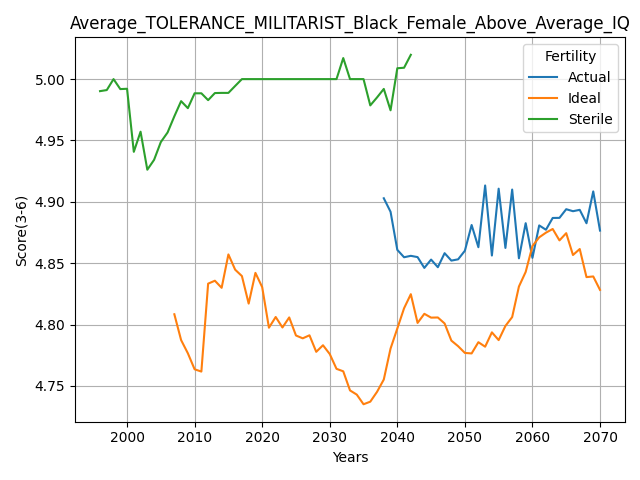 Average_TOLERANCE_MILITARIST_Black_Female_Above_Average_IQ
Fertility
Actual
Ideal
Sterile
Score(3-6)
5.00
4.95
4.90
4.85
4.80
4.75
2000 2010 2020 2030 2040 2050 2060 2070
Years